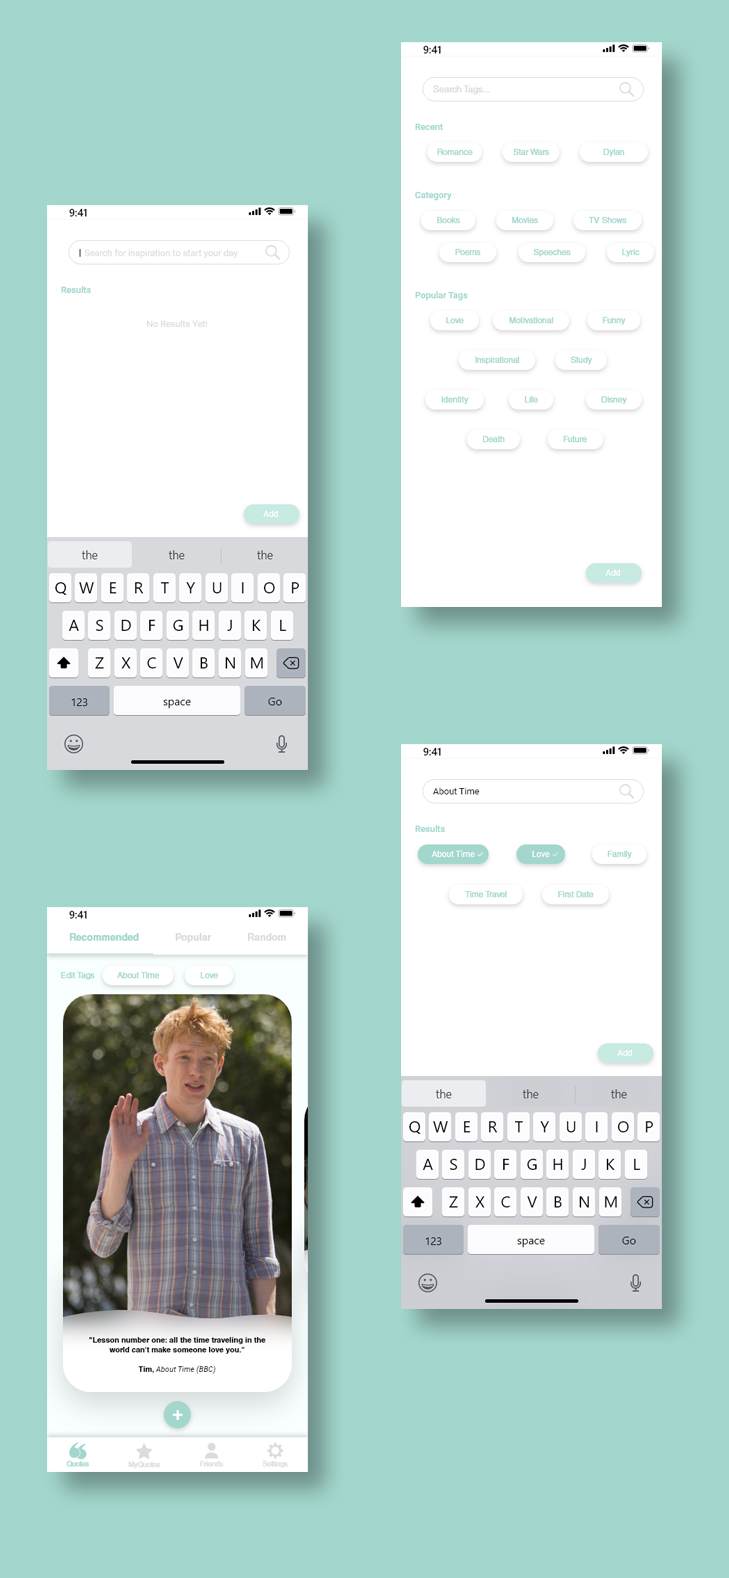 9:41
Search Tags...
Recent
Romance Star Wars Dylan
Category
Books Movies TV Shows
Poems Speeches Lyric
Popular Tags
Love Motivational Funny
Inspirational Study
Identity Life Disney
Death Future
Add
9:41
Search for inspiration to start your day
Results
No Results Yet!
Add
the the the
Q W E R T Y U I O P
A S D F G H J K L
Z X C V B N M
123 space Go
9:41
About Time
Results
About Time Love Family
Time Travel First Date
Add
the the the
Q W E R T Y U I O P
A S D F G H J K L
Z X C V B N M
123 space Go
9:41
Recommended Popular Random
Edit Tags About Time Love
"Lesson number one: all the time traveling in the
world can't make someone love you."
Tim, About Time (BBC)
Quotes MyQuotes Friends Settings